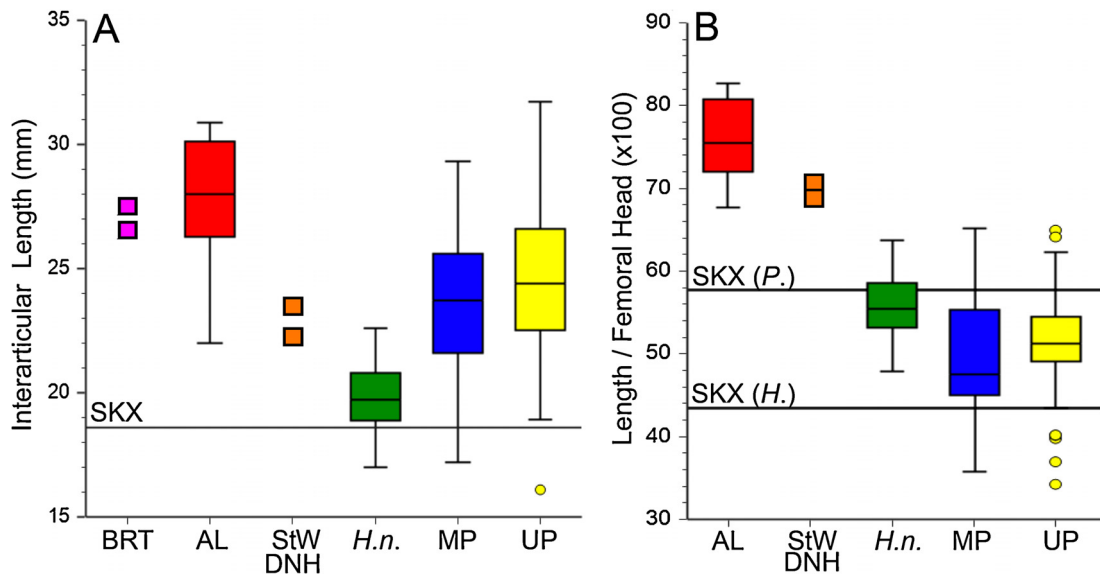 A
Interarticular Length (mm)
35
30
25
20
15
SKX
BRT AL StW H.n. MP UP
DNH
B
Length / Femoral Head (x100)
90
80
70
60
50
40
30
SKX (P.)
SKX (H.)
AL StW H.n. MP UP
DNH